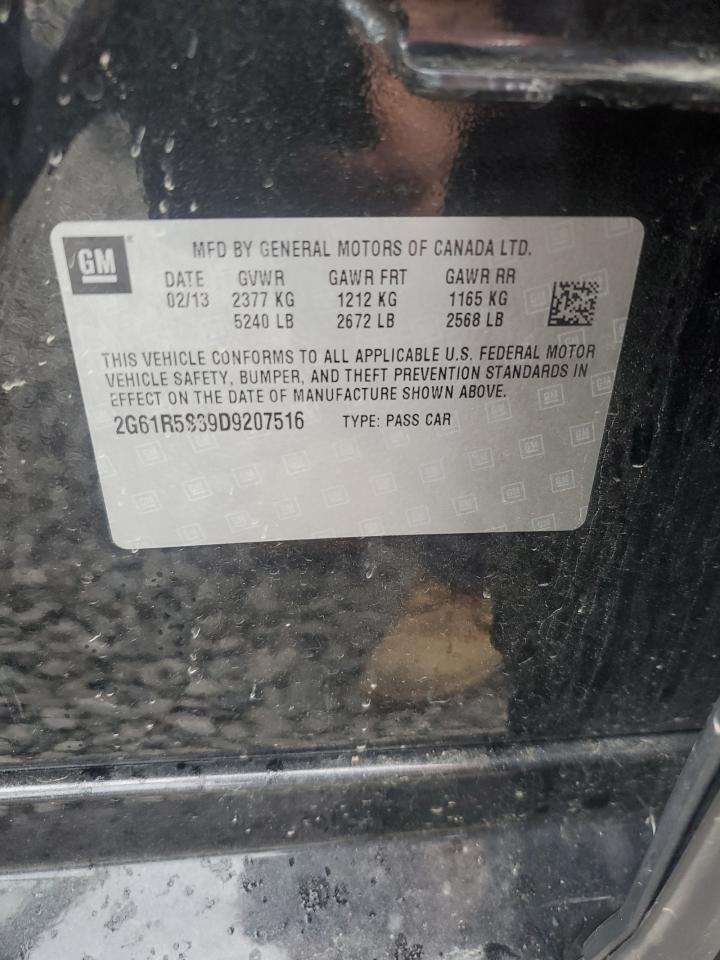 GM
MFD BY GENERAL MOTORS OF CANADA LTD.
DATE GVWR GAWR FRT GAWR RR
02/13 2377 KG 1212 KG 1165 KG
5240 LB 2672 LB 2568 LB
THIS VEHICLE CONFORMS TO ALL APPLICABLE U.S. FEDERAL MOTOR
VEHICLE SAFETY, BUMPER, AND THEFT PREVENTION STANDARDS IN
EFFECT ON THE DATE OF MANUFACTURE SHOWN ABOVE.
2G61R5S39D9207516 TYPE: PASS CAR